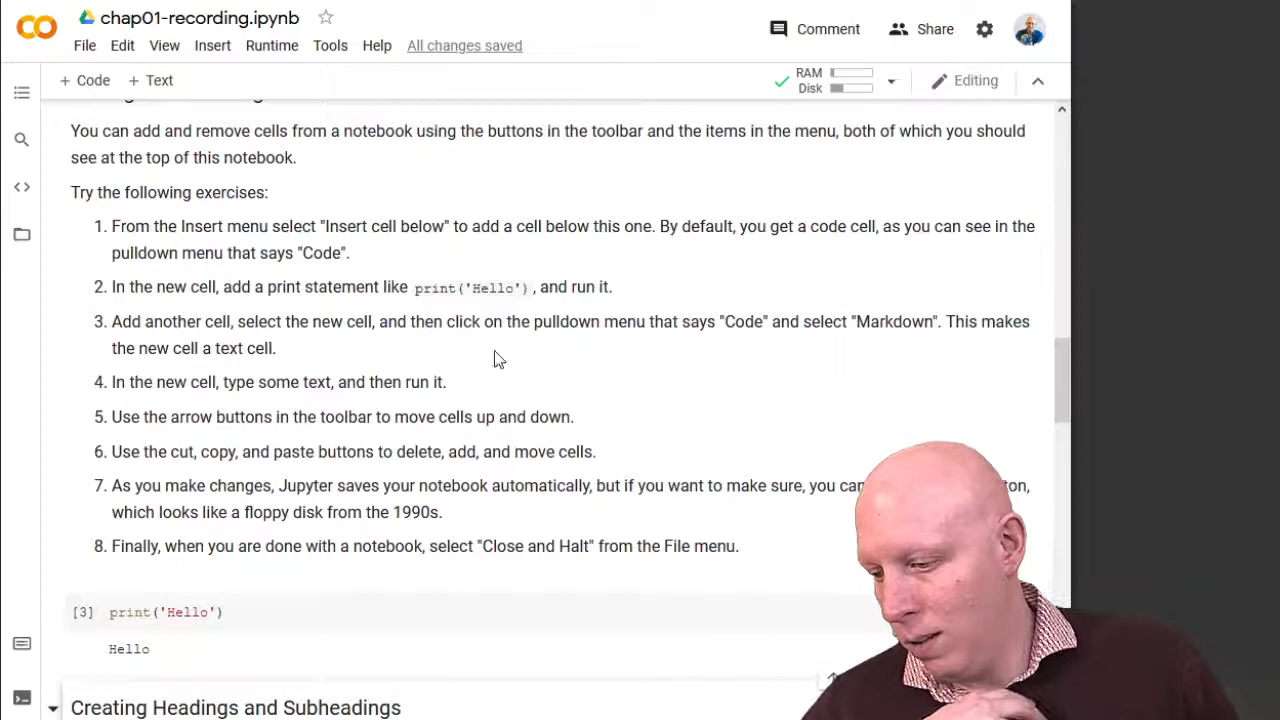 chap01-recording.ipynb
Comment
Share
File Edit View Insert Runtime Tools Help All changes saved
+ Code + Text
RAM
Disk
Editing
You can add and remove cells from a notebook using the buttons in the toolbar and the items in the menu, both of which you should
see at the top of this notebook.
Try the following exercises:
1. From the Insert menu select "Insert cell below" to add a cell below this one. By default, you get a code cell, as you can see in the
pulldown menu that says "Code".
2. In the new cell, add a print statement like print('Hello') , and run it.
3. Add another cell, select the new cell, and then click on the pulldown menu that says "Code" and select "Markdown". This makes
the new cell a text cell.
4. In the new cell, type some text, and then run it.
5. Use the arrow buttons in the toolbar to move cells up and down.
6. Use the cut, copy, and paste buttons to delete, add, and move cells.
7. As you make changes, Jupyter saves your notebook automatically, but if you want to make sure, you can ton,
which looks like a floppy disk from the 1990s.
8. Finally, when you are done with a notebook, select "Close and Halt" from the File menu.
[3] print('Hello')
Hello
Creating Headings and Subheadings